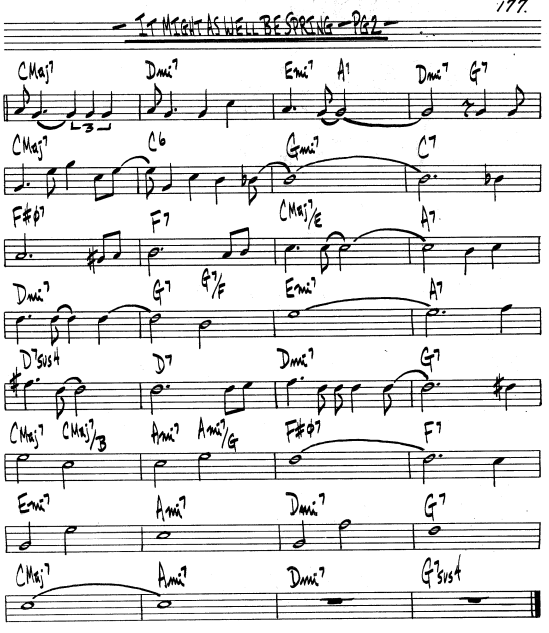 177.
- IT MIGHT AS WELL BE SPRING - PG2 -
CMaj7 Dmi7 Emi7 A7 Dmi7 G7
3
CMaj7 C6 Gmi7 C7
F#ø7 F7 CMaj7/E A7
Dmi7 G7 G7/F Emi7 A7
D7sus4 D7 Dmi7 G7
CMaj7 CMaj7/B Ami7 Ami7/G F#ø7 F7
Emi7 Ami7 Dmi7 G7
CMaj7 Ami7 Dmi7 G7sus4